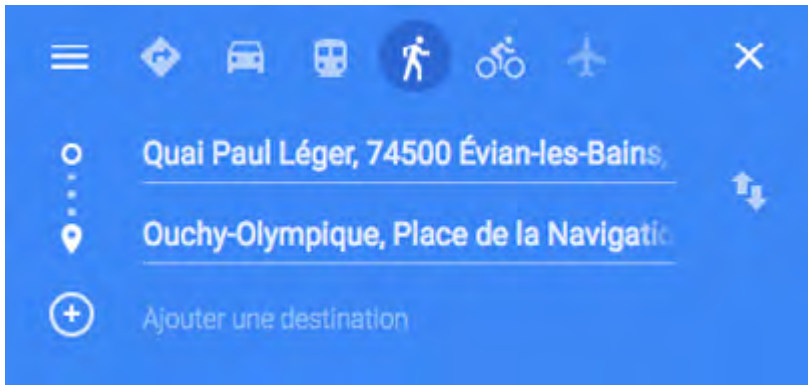 Quai Paul Léger, 74500 Évian-les-Bains,
Ouchy-Olympique, Place de la Navigatio
Ajouter une destination